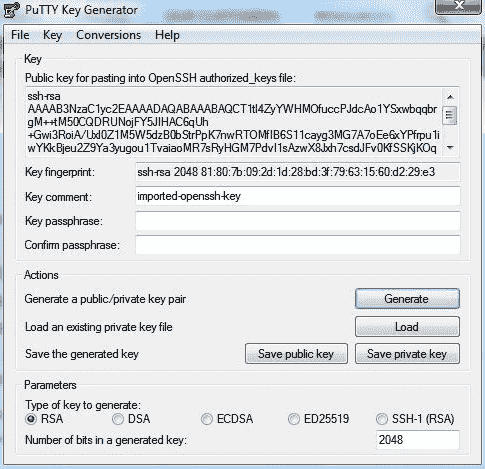 PuTTY Key Generator
File Key Conversions Help
Key
Public key for pasting into OpenSSH authorized_keys file:
ssh-rsa
Key fingerprint: ssh-rsa 2048 81:80:7b:09:2d:1d:28:bd:3f:79:63:15:60:d2:29:e3
Key comment: imported-openssh-key
Key passphrase:
Confirm passphrase:
Actions
Generate a public/private key pair Generate
Load an existing private key file Load
Save the generated key Save public key Save private key
Parameters
Type of key to generate:
RSA DSA ECDSA ED25519 SSH-1 (RSA)
Number of bits in a generated key: 2048